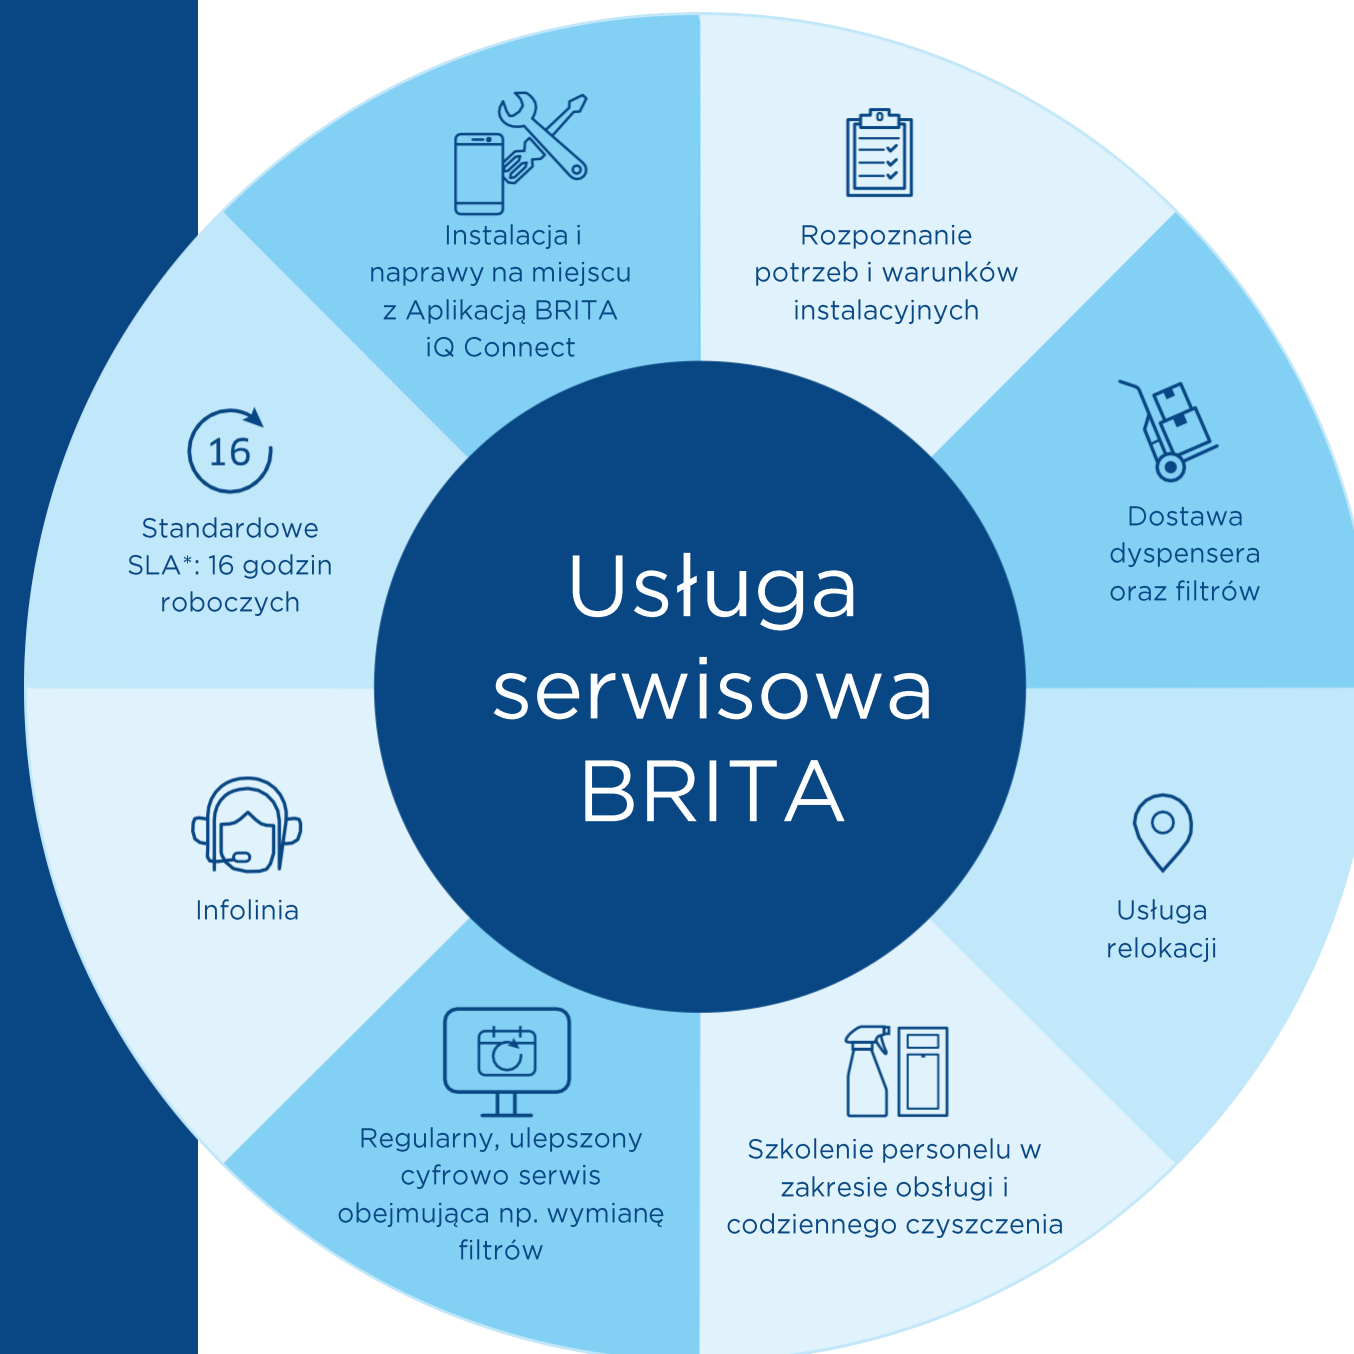 Instalacja i
naprawy na miejscu
z Aplikacją BRITA
iQ Connect
Rozpoznanie
potrzeb i warunków
instalacyjnych
Dostawa
dyspensera
oraz filtrów
Usługa
relokacji
Szkolenie personelu w
zakresie obsługi i
codziennego czyszczenia
Regularny, ulepszony
cyfrowo serwis
obejmująca np. wymianę
filtrów
Infolinia
16
Standardowe
SLA*: 16 godzin
roboczych
Usługa
serwisowa
BRITA